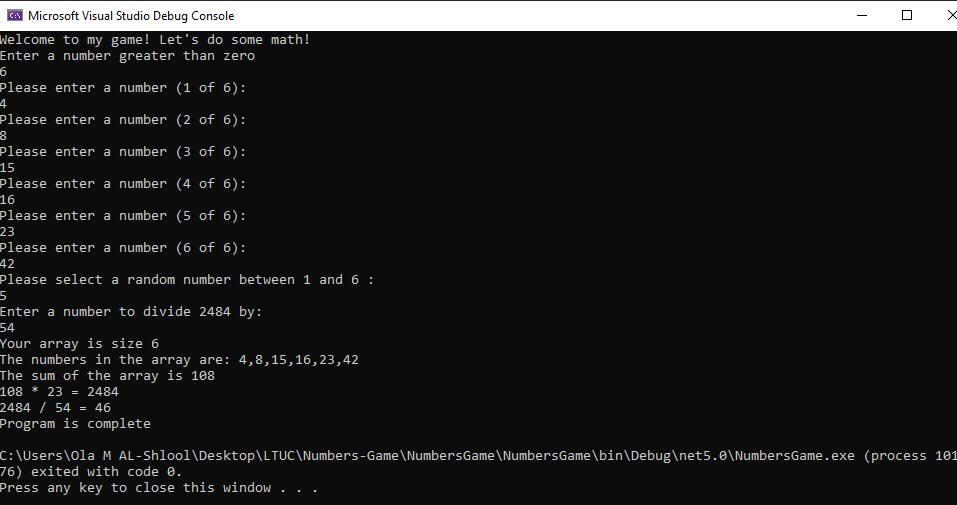 Microsoft Visual Studio Debug Console
Welcome to my game! Let's do some math!
Enter a number greater than zero
6
Please enter a number (1 of 6):
4
Please enter a number (2 of 6):
8
Please enter a number (3 of 6):
15
Please enter a number (4 of 6):
16
Please enter a number (5 of 6):
23
Please enter a number (6 of 6):
42
Please select a random number between 1 and 6 :
5
Enter a number to divide 2484 by:
54
Your array is size 6
The numbers in the array are: 4,8,15,16,23,42
The sum of the array is 108
108 * 23 = 2484
2484 / 54 = 46
Program is complete
C:\Users\Ola M AL-Shlool\Desktop\LTUC\Numbers-Game\NumbersGame\NumbersGame\bin\Debug\net5.0\NumbersGame.exe (process 101
76) exited with code 0.
Press any key to close this window . . .